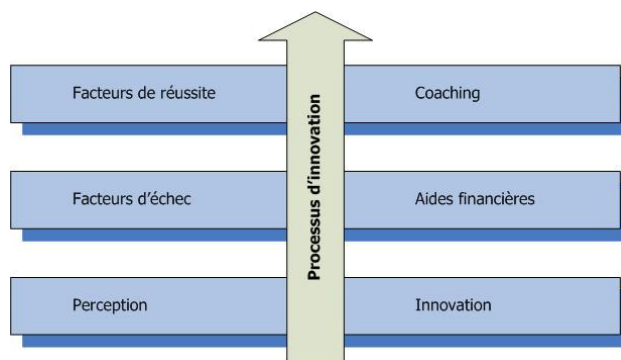 Facteurs de réussite
Coaching
Facteurs d'échec
Aides financières
Perception
Innovation
Processus d'innovation